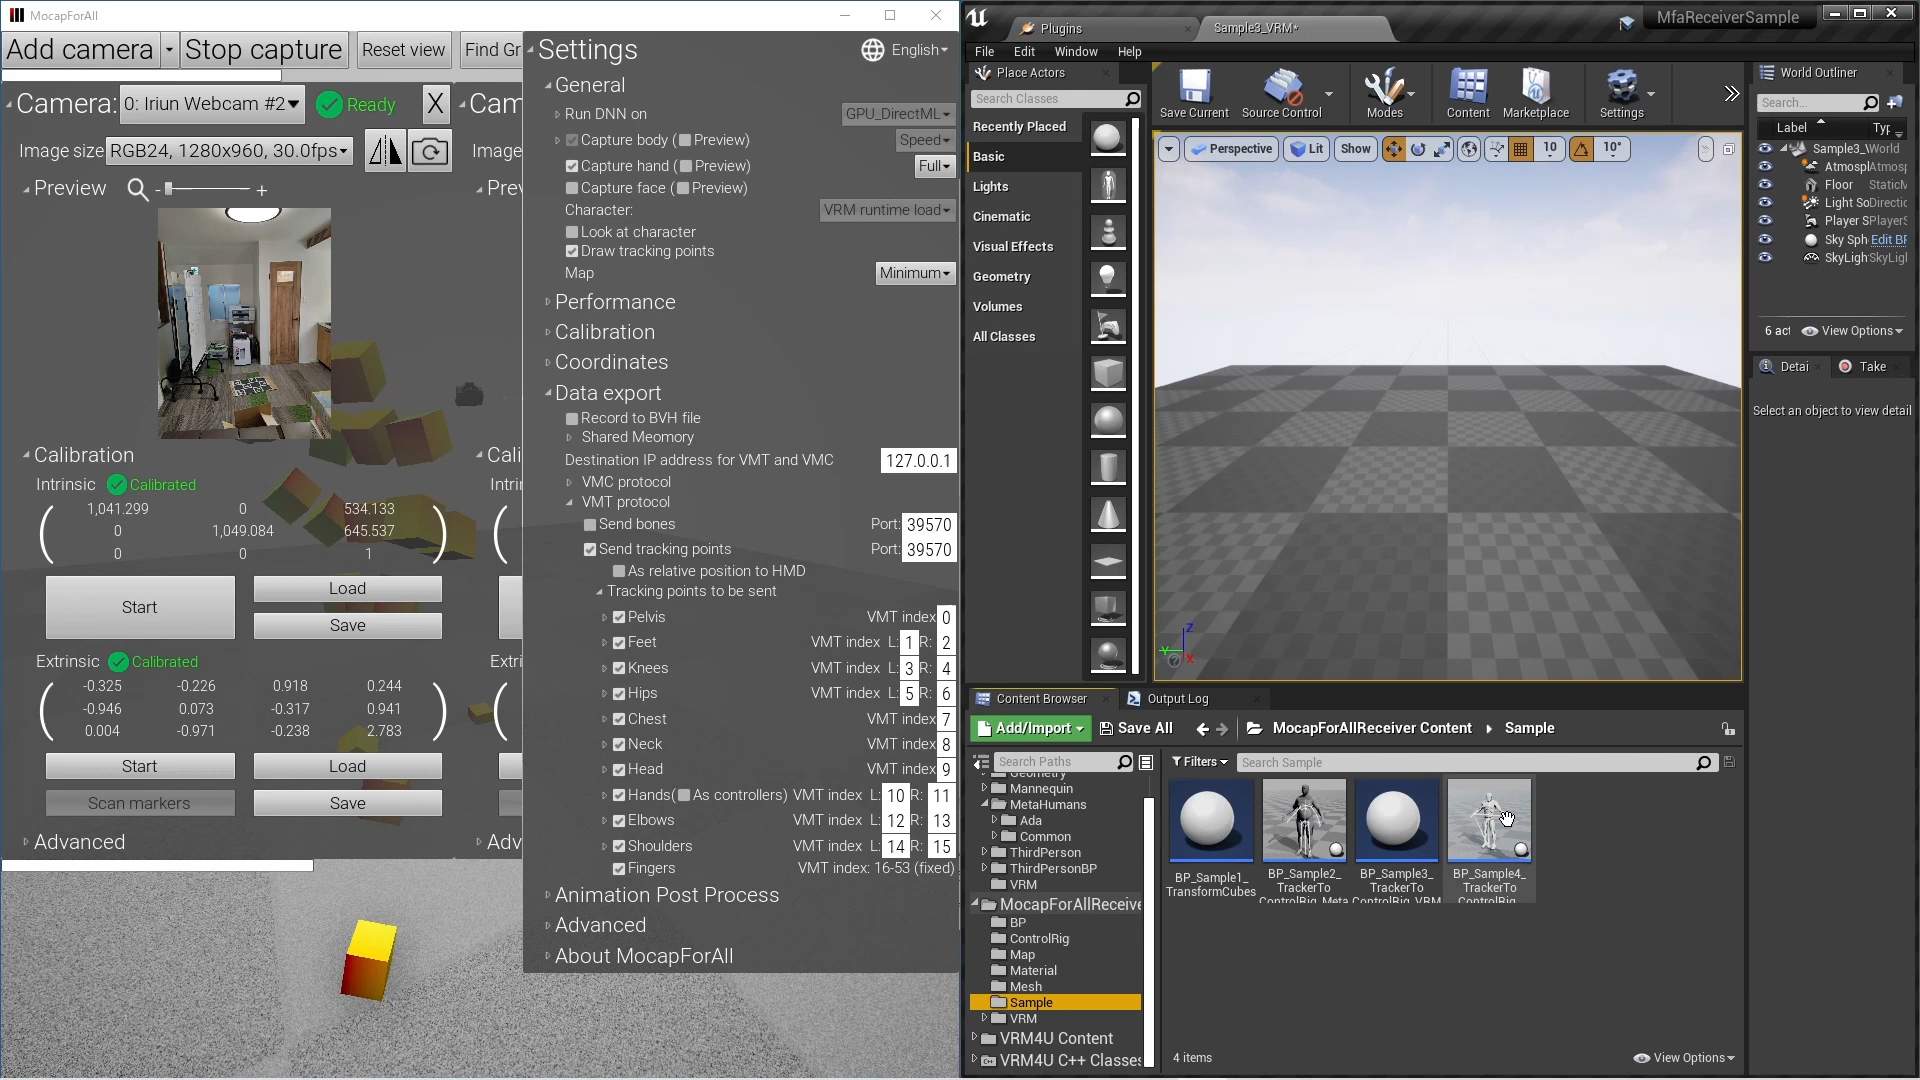 MocapForAll
Add camera
Stop capture
Reset view
Find Gr
Camera:
0: Iriun Webcam #2
Ready
X
Cam
Image size
RGB24, 1280x960, 30.0fps
Image
Preview
-
+
Prev
Calibration
Cali
Intrinsic
Calibrated
Intri
1,041.299 0 534.133
0 1,049.084 645.537
0 0 1
Start
Load
Save
Extrinsic
Calibrated
Extri
-0.325 -0.226 0.918 0.244
-0.946 0.073 -0.317 0.941
0.004 -0.971 -0.238 2.783
Start
Load
Scan markers
Save
Advanced
Adv
Settings
English
General
Run DNN on
GPU_DirectML
Capture body ( Preview)
Speed
Capture hand ( Preview)
Full
Capture face ( Preview)
Character:
VRM runtime load
Look at character
Draw tracking points
Map
Minimum
Performance
Calibration
Coordinates
Data export
Record to BVH file
Shared Meomory
Destination IP address for VMT and VMC
127.0.0.1
VMC protocol
VMT protocol
Send bones
Port: 39570
Send tracking points
Port: 39570
As relative position to HMD
Tracking points to be sent
Pelvis VMT index 0
Feet VMT index L: 1 R: 2
Knees VMT index L: 3 R: 4
Hips VMT index L: 5 R: 6
Chest VMT index 7
Neck VMT index 8
Head VMT index 9
Hands( As controllers) VMT index L: 10 R: 11
Elbows VMT index L: 12 R: 13
Shoulders VMT index L: 14 R: 15
Fingers VMT index: 16-53 (fixed)
Animation Post Process
Advanced
About MocapForAll
Plugins
Sample3_VRM*
MfaReceiverSample
File Edit Window Help
Place Actors
Search Classes
Recently Placed
Basic
Lights
Cinematic
Visual Effects
Geometry
Volumes
All Classes
Save Current
Source Control
Modes
Content
Marketplace
Settings
Perspective
Lit
Show
10
10°
Z
Y
X
World Outliner
Search...
Label
Typ
Sample3_ World
Atmospl Atmosp
Floor StaticM
Light So Directic
Player S PlayerS
Sky Sph Edit BP
SkyLigh SkyLigl
6 act
View Options
Detai
Take
Select an object to view detail
Content Browser
Output Log
Add/Import
Save All
MocapForAllReceiver Content
Sample
Search Paths
Filters
Search Sample
Geometry
Mannequin
MetaHumans
Ada
Common
ThirdPerson
ThirdPersonBP
VRM
MocapForAllReceive
BP
ControlRig
Map
Material
Mesh
Sample
VRM
VRM4U Content
VRM4U C++ Classes
BP_Sample1_
TransformCubes
BP_Sample2_
TrackerTo
ControlRig_Meta
BP_Sample3_
TrackerTo
ControlRig_VRM
BP_Sample4_
TrackerTo
ControlRig
4 items
View Options